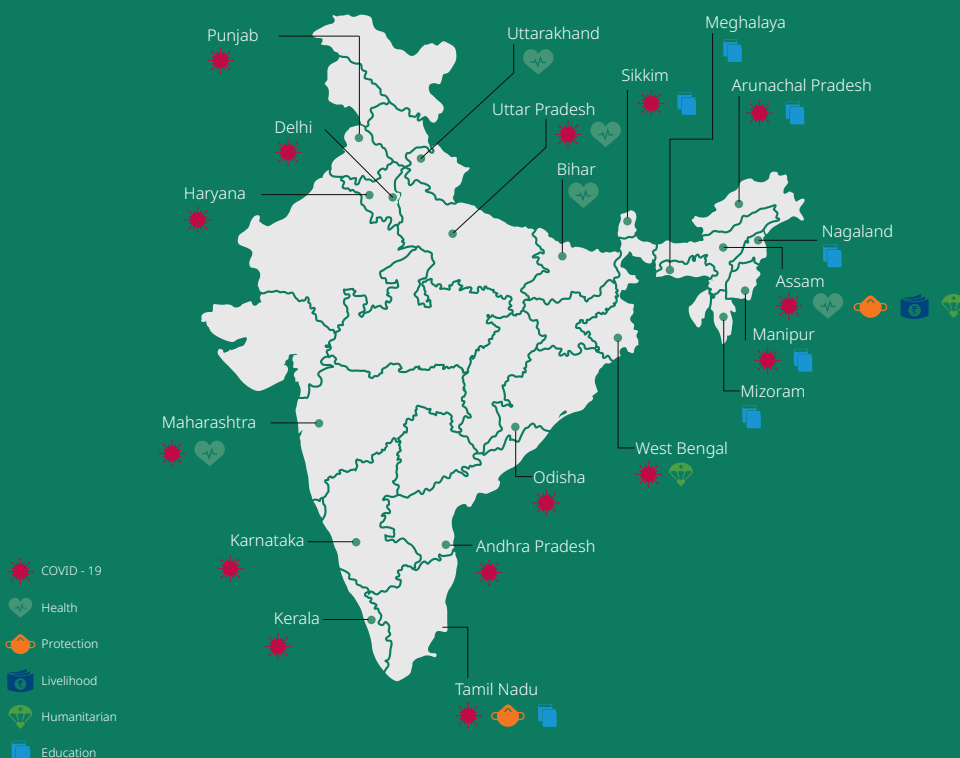 Meghalaya
Punjab
Uttarakhand
Sikkim
Arunachal Pradesh
Uttar Pradesh
Delhi
Bihar
Haryana
Nagaland
Assam
Manipur
Mizoram
Maharashtra
West Bengal
Odisha
Karnataka
Andhra Pradesh
COVID - 19
Health
Kerala
Protection
Livelihood
Tamil Nadu
Humanitarian
Education